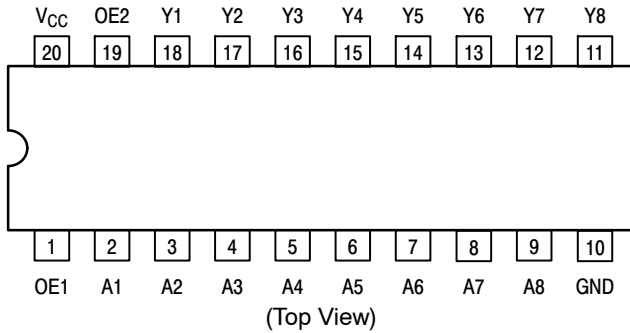 V_CC OE2 Y1 Y2 Y3 Y4 Y5 Y6 Y7 Y8
20 19 18 17 16 15 14 13 12 11
1 2 3 4 5 6 7 8 9 10
OE1 A1 A2 A3 A4 A5 A6 A7 A8 GND
(Top View)